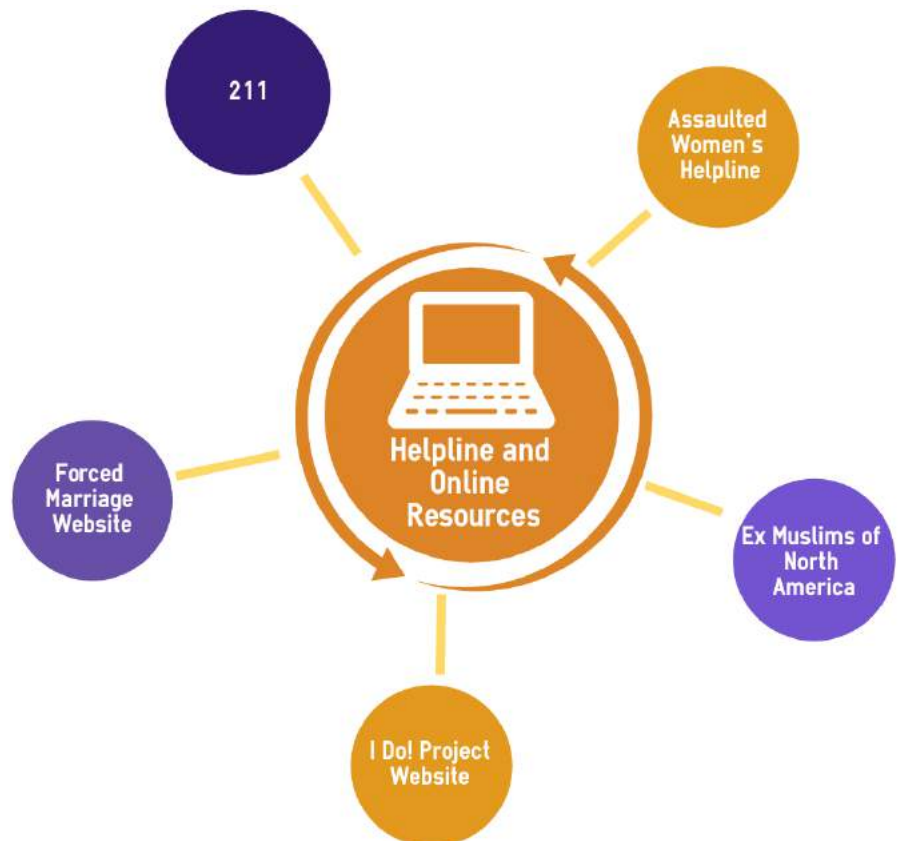 211
Assaulted
Women's
Helpline
Helpline and
Online
Resources
Forced
Marriage
Website
Ex Muslims of
North
America
I Do! Project
Website